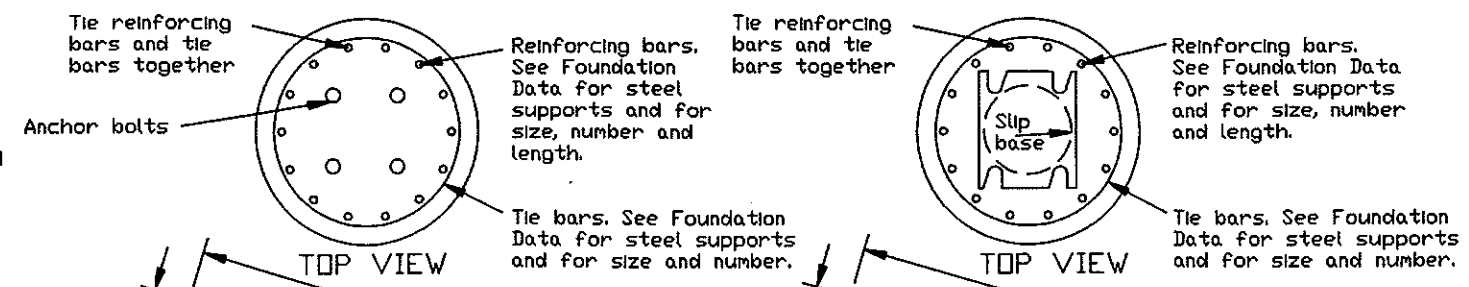 Tie reinforcing
bars and tie
bars together
Anchor bolts
Reinforcing bars.
See Foundation
Data for steel
supports and for
size, number and
length.
Tie bars. See Foundation
Data for steel supports
and for size and number.
TOP VIEW
Tie reinforcing
bars and tie
bars together
Reinforcing bars.
See Foundation Data
for steel supports
and for size, number
and length.
Slip
base
Tie bars. See Foundation
Data for steel supports
and for size and number.
TOP VIEW